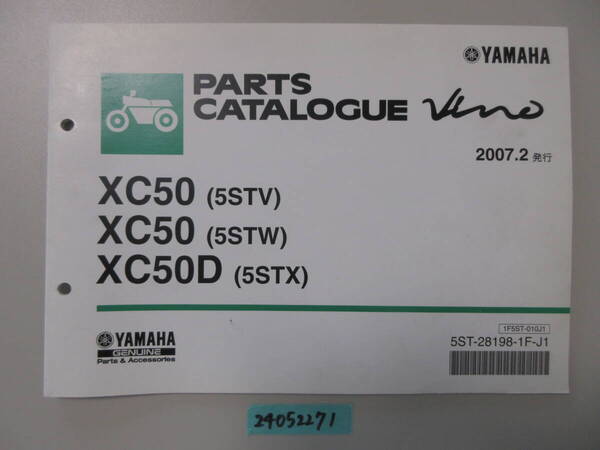 YAMAHA
PARTS
CATALOGUE Vino
2007.2 発行
XC50 (5STV)
XC50 (5STW)
XC50D (5STX)
1F5ST-010J1
YAMAHA
GENUINE
Parts & Accessories
5ST-28198-1F-J1
24052271